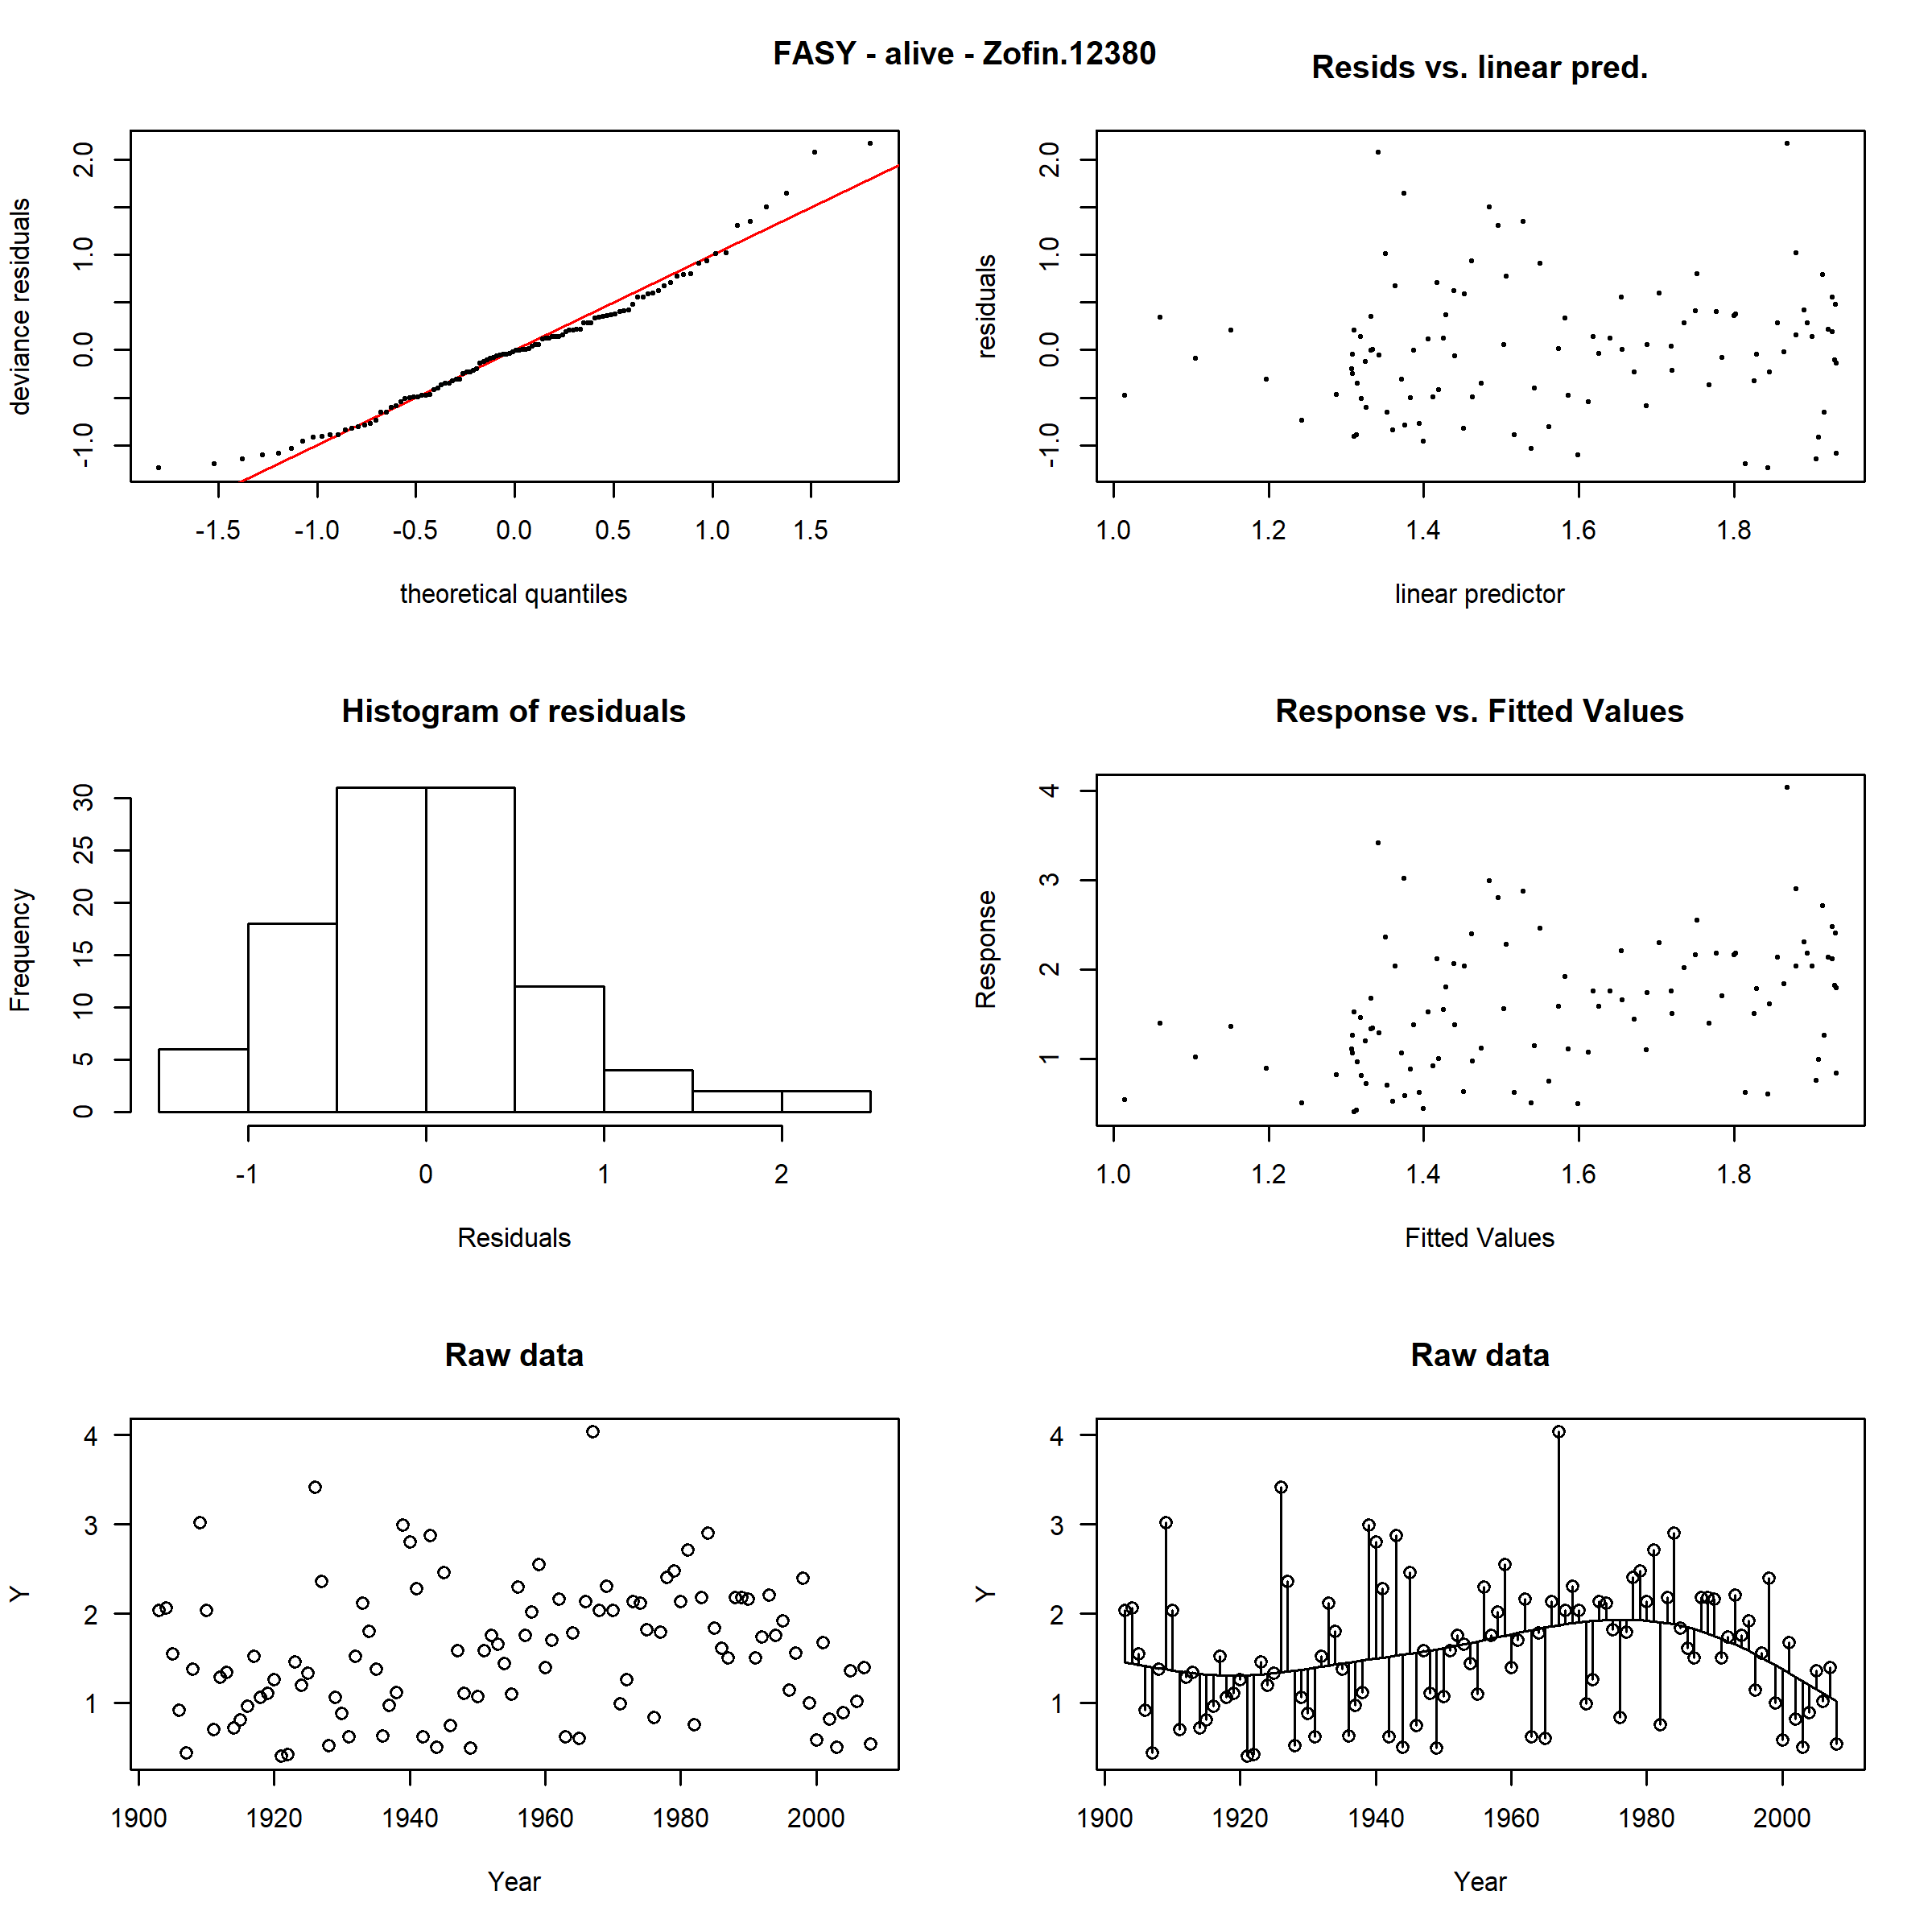 FASY - alive - Zofin.12380
Resids vs. linear pred.
deviance residuals
-1.0 0.0 1.0 2.0
-1.5 -1.0 -0.5 0.0 0.5 1.0 1.5
theoretical quantiles
residuals
-1.0 0.0 1.0 2.0
1.0 1.2 1.4 1.6 1.8
linear predictor
Histogram of residuals
Frequency
0 5 10 15 20 25 30
-1 0 1 2
Residuals
Response vs. Fitted Values
Response
1 2 3 4
1.0 1.2 1.4 1.6 1.8
Fitted Values
Raw data
Y
4
3
2
1
1900 1920 1940 1960 1980 2000
Year
Raw data
Y
4
3
2
1
1900 1920 1940 1960 1980 2000
Year